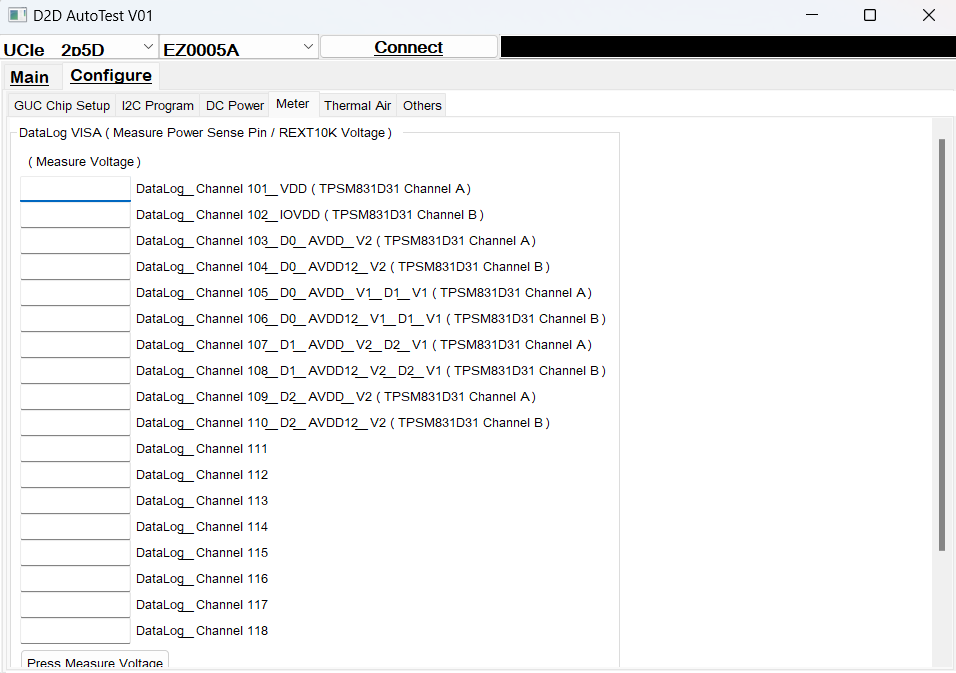 D2D AutoTest V01
UCIe 2p5D EZ0005A Connect
Main Configure
GUC Chip Setup I2C Program DC Power Meter Thermal Air Others
DataLog VISA ( Measure Power Sense Pin / REXT10K Voltage )
( Measure Voltage )
DataLog__Channel 101__VDD ( TPSM831D31 Channel A )
DataLog__Channel 102__IOVDD ( TPSM831D31 Channel B )
DataLog__Channel 103__D0__AVDD__V2 ( TPSM831D31 Channel A )
DataLog__Channel 104__D0__AVDD12__V2 ( TPSM831D31 Channel B )
DataLog__Channel 105__D0__AVDD__V1__D1__V1 ( TPSM831D31 Channel A )
DataLog__Channel 106__D0__AVDD12__V1__D1__V1 ( TPSM831D31 Channel B )
DataLog__Channel 107__D1__AVDD__V2__D2__V1 ( TPSM831D31 Channel A )
DataLog__Channel 108__D1__AVDD12__V2__D2__V1 ( TPSM831D31 Channel B )
DataLog__Channel 109__D2__AVDD__V2 ( TPSM831D31 Channel A )
DataLog__Channel 110__D2__AVDD12__V2 ( TPSM831D31 Channel B )
DataLog__Channel 111
DataLog__Channel 112
DataLog__Channel 113
DataLog__Channel 114
DataLog__Channel 115
DataLog__Channel 116
DataLog__Channel 117
DataLog__Channel 118
Press Measure Voltage